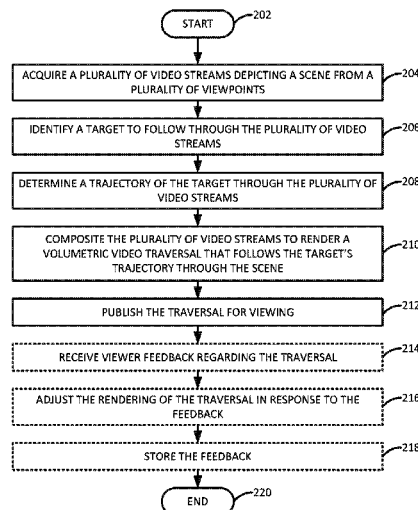 START
202
ACQUIRE A PLURALITY OF VIDEO STREAMS DEPICTING A SCENE FROM A
PLURALITY OF VIEWPOINTS
204
IDENTIFY A TARGET TO FOLLOW THROUGH THE PLURALITY OF VIDEO
STREAMS
206
DETERMINE A TRAJECTORY OF THE TARGET THROUGH THE PLURALITY OF
VIDEO STREAMS
208
COMPOSITE THE PLURALITY OF VIDEO STREAMS TO RENDER A
VOLUMETRIC VIDEO TRAVERSAL THAT FOLLOWS THE TARGET'S
TRAJECTORY THROUGH THE SCENE
210
PUBLISH THE TRAVERSAL FOR VIEWING
212
RECEIVE VIEWER FEEDBACK REGARDING THE TRAVERSAL
214
ADJUST THE RENDERING OF THE TRAVERSAL IN RESPONSE TO THE
FEEDBACK
216
STORE THE FEEDBACK
218
END
220